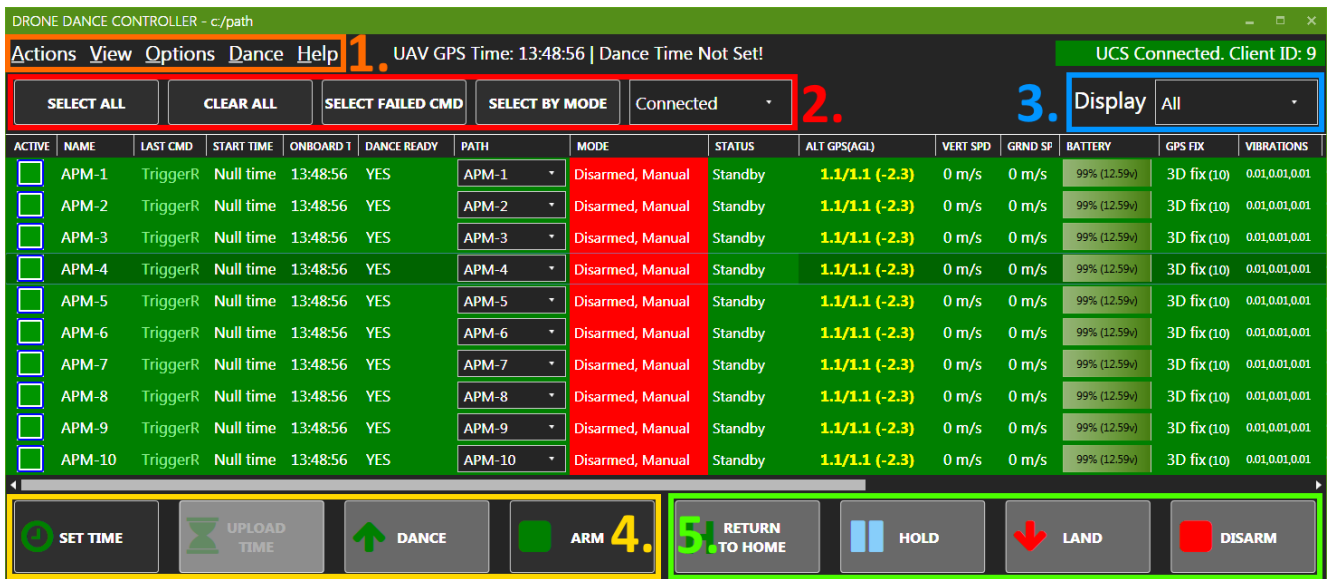 DRONE DANCE CONTROLLER - c:/path
Actions View Options Dance Help 1. UAV GPS Time: 13:48:56 | Dance Time Not Set! UCS Connected. Client ID: 9
SELECT ALL CLEAR ALL SELECT FAILED CMD SELECT BY MODE Connected 2. 3. Display All
ACTIVE NAME LAST CMD START TIME ONBOARD T DANCE READY PATH MODE STATUS ALT GPS(AGL) VERT SPD GRND SP BATTERY GPS FIX VIBRATIONS
APM-1 TriggerR Null time 13:48:56 YES APM-1 Disarmed, Manual Standby 1.1/1.1 (-2.3) 0 m/s 0 m/s 99% (12.59v) 3D fix (10) 0.01,0.01,0.01
APM-2 TriggerR Null time 13:48:56 YES APM-2 Disarmed, Manual Standby 1.1/1.1 (-2.3) 0 m/s 0 m/s 99% (12.59v) 3D fix (10) 0.01,0.01,0.01
APM-3 TriggerR Null time 13:48:56 YES APM-3 Disarmed, Manual Standby 1.1/1.1 (-2.3) 0 m/s 0 m/s 99% (12.59v) 3D fix (10) 0.01,0.01,0.01
APM-4 TriggerR Null time 13:48:56 YES APM-4 Disarmed, Manual Standby 1.1/1.1 (-2.3) 0 m/s 0 m/s 99% (12.59v) 3D fix (10) 0.01,0.01,0.01
APM-5 TriggerR Null time 13:48:56 YES APM-5 Disarmed, Manual Standby 1.1/1.1 (-2.3) 0 m/s 0 m/s 99% (12.59v) 3D fix (10) 0.01,0.01,0.01
APM-6 TriggerR Null time 13:48:56 YES APM-6 Disarmed, Manual Standby 1.1/1.1 (-2.3) 0 m/s 0 m/s 99% (12.59v) 3D fix (10) 0.01,0.01,0.01
APM-7 TriggerR Null time 13:48:56 YES APM-7 Disarmed, Manual Standby 1.1/1.1 (-2.3) 0 m/s 0 m/s 99% (12.59v) 3D fix (10) 0.01,0.01,0.01
APM-8 TriggerR Null time 13:48:56 YES APM-8 Disarmed, Manual Standby 1.1/1.1 (-2.3) 0 m/s 0 m/s 99% (12.59v) 3D fix (10) 0.01,0.01,0.01
APM-9 TriggerR Null time 13:48:56 YES APM-9 Disarmed, Manual Standby 1.1/1.1 (-2.3) 0 m/s 0 m/s 99% (12.59v) 3D fix (10) 0.01,0.01,0.01
APM-10 TriggerR Null time 13:48:56 YES APM-10 Disarmed, Manual Standby 1.1/1.1 (-2.3) 0 m/s 0 m/s 99% (12.59v) 3D fix (10) 0.01,0.01,0.01
SET TIME
UPLOAD
TIME
DANCE
ARM 4.
5.
RETURN
TO HOME
HOLD
LAND
DISARM